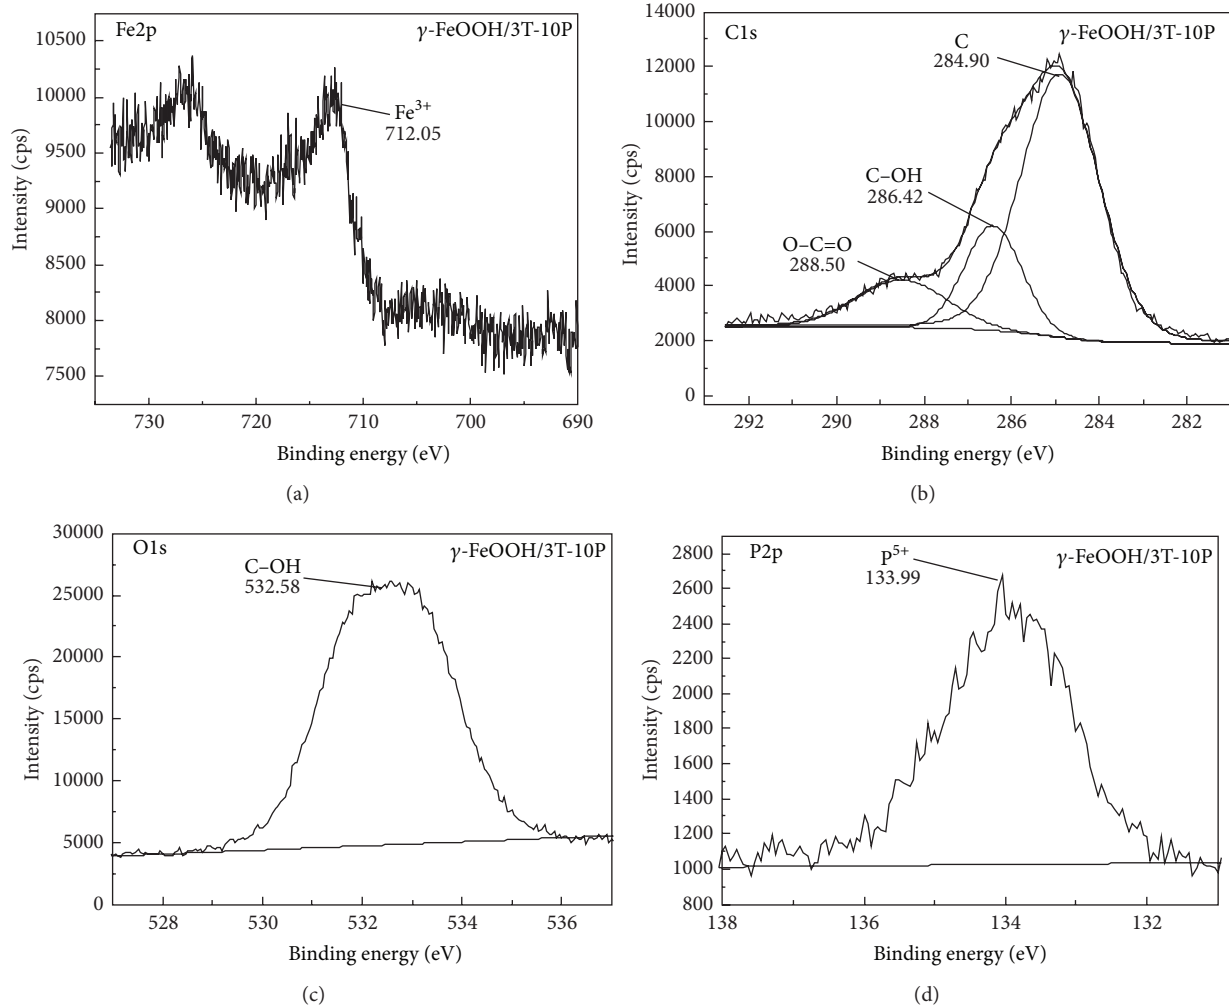 Fe2p
γ-FeOOH/3T-10P
Fe3+
712.05
10500
10000
9500
9000
8500
8000
7500
Intensity (cps)
730
720
710
700
690
Binding energy (eV)
(a)
C1s
γ-FeOOH/3T-10P
C
284.90
C–OH
286.42
O–C=O
288.50
14000
12000
10000
8000
6000
4000
2000
0
Intensity (cps)
292
290
288
286
284
282
Binding energy (eV)
(b)
O1s
γ-FeOOH/3T-10P
C–OH
532.58
30000
25000
20000
15000
10000
5000
0
Intensity (cps)
528
530
532
534
536
Binding energy (eV)
(c)
P2p
γ-FeOOH/3T-10P
P5+
133.99
2800
2600
2400
2200
2000
1800
1600
1400
1200
1000
800
Intensity (cps)
138
136
134
132
Binding energy (eV)
(d)